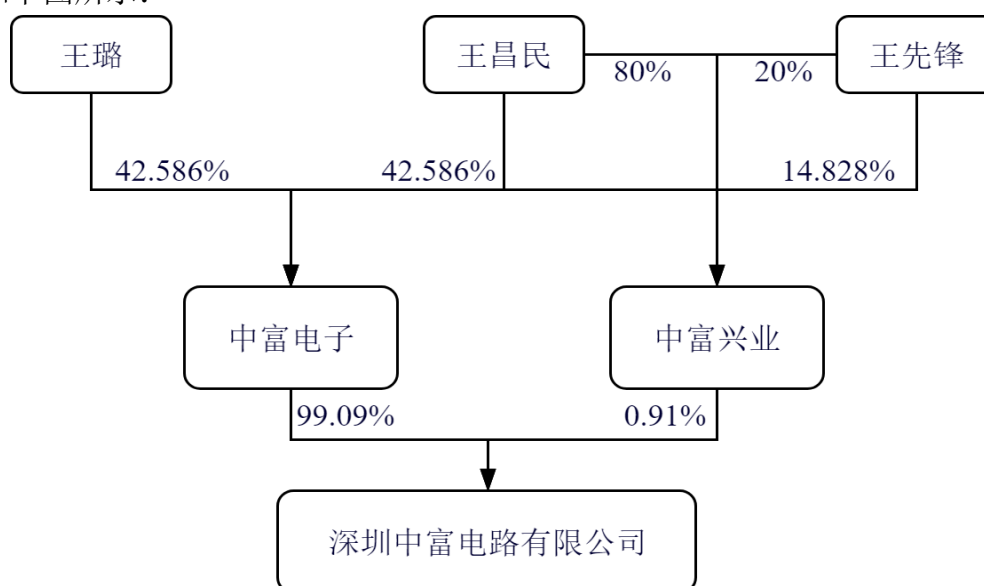 王璐
王昌民
王先锋
80%
20%
42.586%
42.586%
14.828%
中富电子
中富兴业
99.09%
0.91%
深圳中富电路有限公司